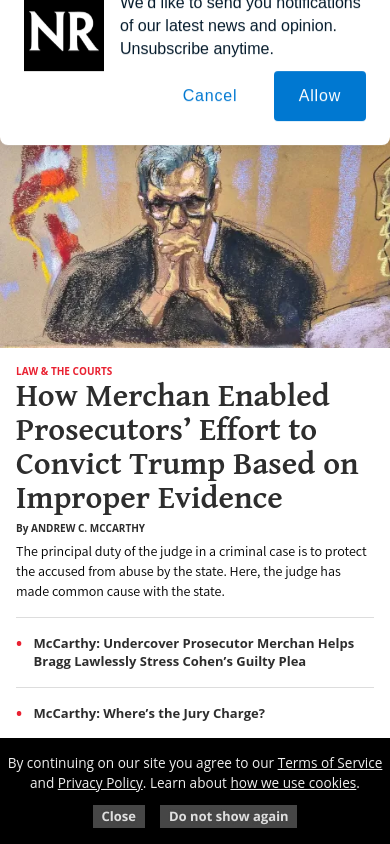 We'd like to send you notifications
NR
of our latest news and opinion.
Unsubscribe anytime.
Cancel
Allow
LAW & THE COURTS
How Merchan Enabled
Prosecutors’ Effort to
Convict Trump Based on
Improper Evidence
By ANDREW C. MCCARTHY
The principal duty of the judge in a criminal case is to protect
the accused from abuse by the state. Here, the judge has
made common cause with the state.
McCarthy: Undercover Prosecutor Merchan Helps
Bragg Lawlessly Stress Cohen’s Guilty Plea
McCarthy: Where’s the Jury Charge?
By continuing on our site you agree to our Terms of Service
and Privacy Policy. Learn about how we use cookies.
Close
Do not show again